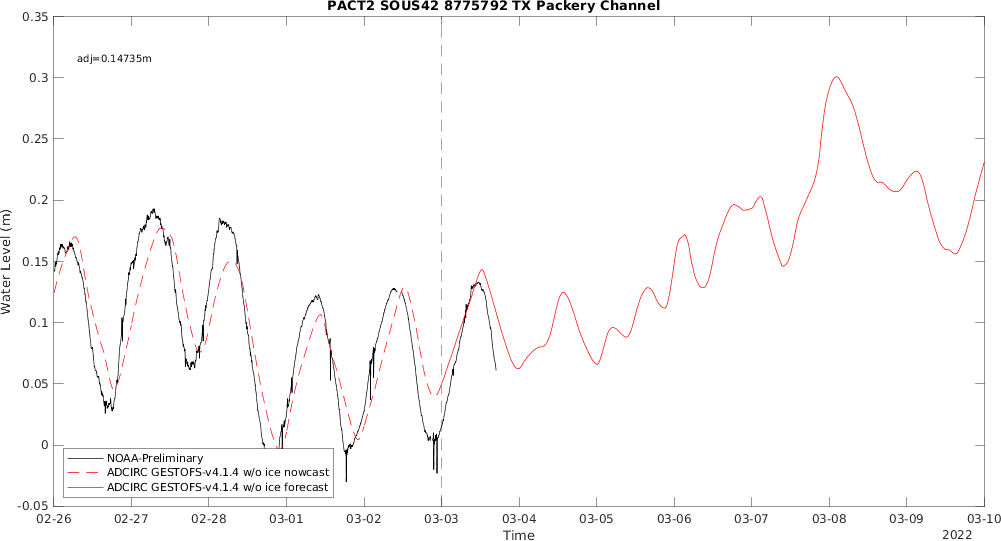 PACT2 SOUS42 8775792 TX Packery Channel
0.35
adj=0.14735m
0.3
0.25
0.2
0.15
0.1
0.05
0
-0.05
Water Level (m)
NOAA-Preliminary
ADCIRC GESTOFS-v4.1.4 w/o ice nowcast
ADCIRC GESTOFS-v4.1.4 w/o ice forecast
02-26 02-27 02-28 03-01 03-02 03-03 03-04 03-05 03-06 03-07 03-08 03-09 03-10
Time
2022